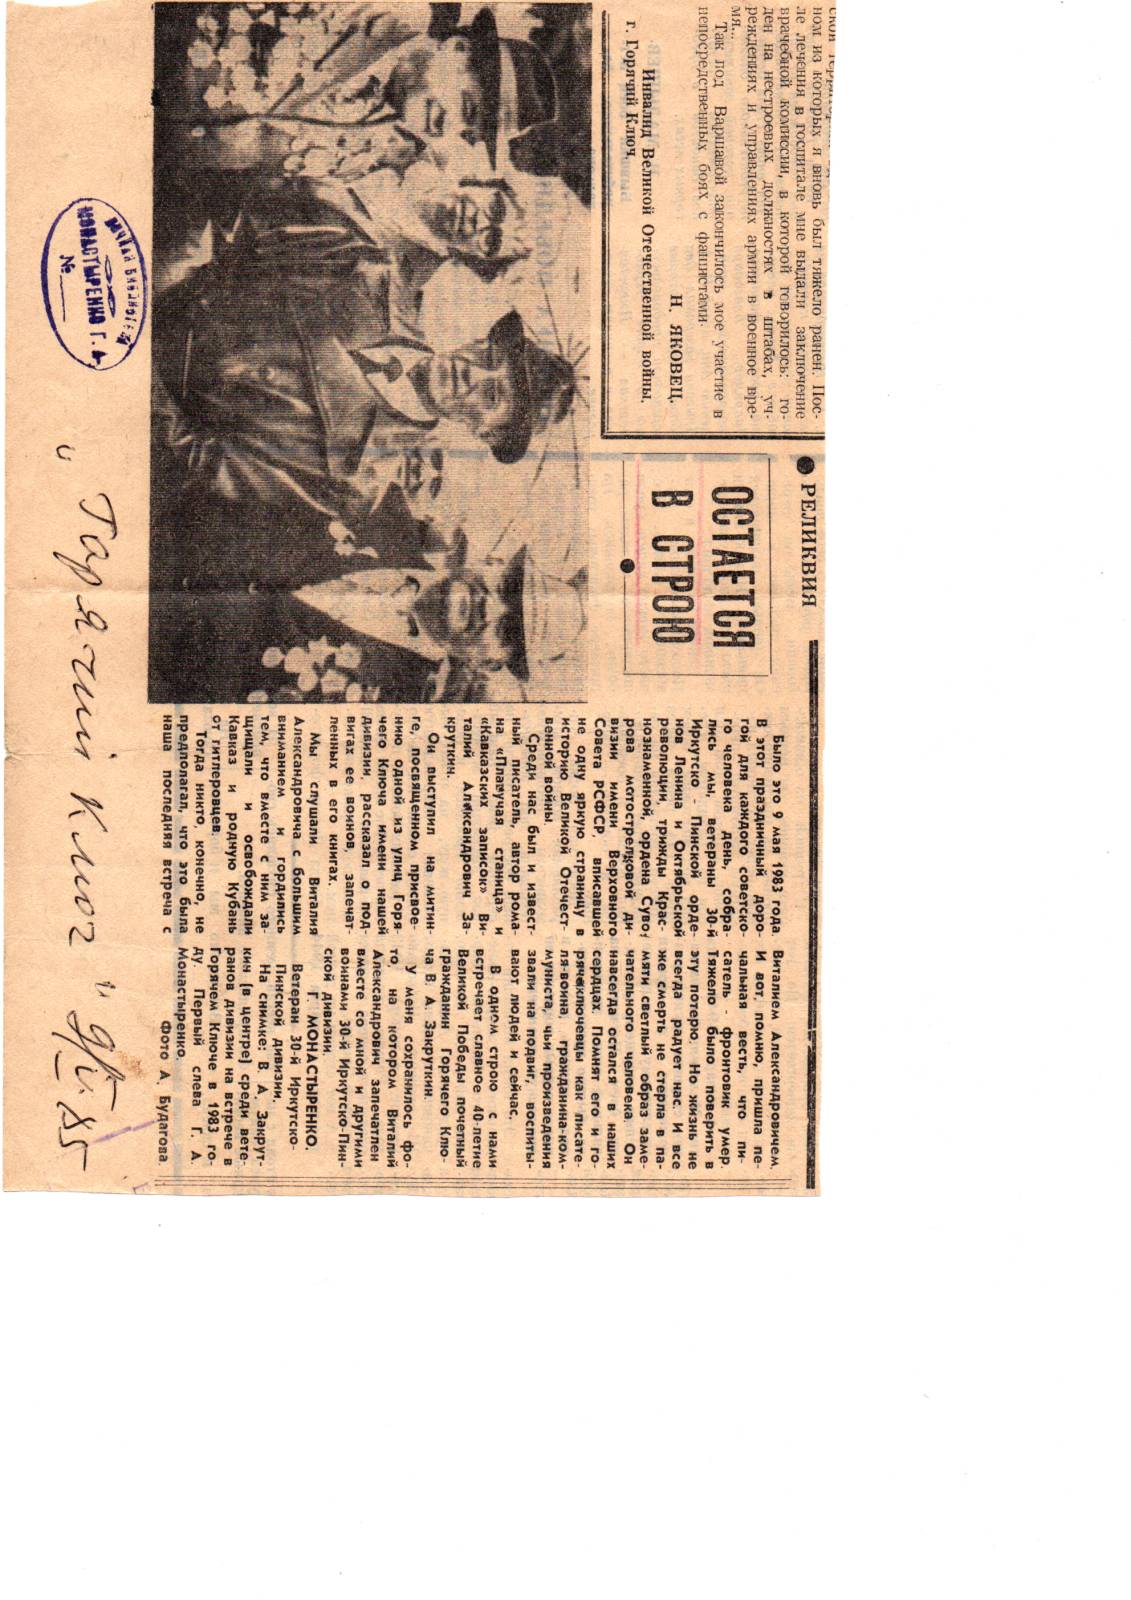 ном из которых я вновь был тяжело ранен. Пос-
ле лечения в госпитале мне выдали заключение
врачебной комиссии, в которой говорилось: го-
ден на нестроевых должностях в штабах, уч-
реждениях и управлениях армии в военное вре-
мя...
Так под Варшавой закончилось мое участие в
непосредственных боях с фашистами.
Н. ЯКОВЕЦ.
Инвалид Великой Отечественной войны.
г. Горячий Ключ.
● РЕЛИКВИЯ
ОСТАЕТСЯ
В СТРОЮ
Было это 9 мая 1983 года.
В этот праздничный доро-
гой для каждого советско-
го человека день, собра-
лись мы, ветераны 30-й
Иркутско - Пинской орде-
нов Ленина и Октябрьской
революции, трижды Крас-
нознаменной, ордена Суво-
рова мотострелковой ди-
визии имени Верховного
Совета РСФСР, вписавшей
не одну яркую страницу в
историю Великой Отечест-
венной войны.
Среди нас был и извест-
ный писатель, автор рома-
на «Плавучая станица» и
«Кавказских записок» Ви-
талий Александрович За-
круткин.
Он выступил на митин-
ге, посвященном присвое-
нию одной из улиц Горя-
чего Ключа имени нашей
дивизии, рассказал о под-
вигах ее воинов, запечат-
ленных в его книгах.
Мы слушали Виталия
Александровича с большим
вниманием и гордились
тем, что вместе с ним за-
щищали и освобождали
Кавказ и родную Кубань
от гитлеровцев.
Тогда никто, конечно, не
предполагал, что это была
наша последняя встреча с
Виталием Александровичем.
И вот, помню, пришла пе-
чальная весть, что пи-
сатель - фронтовик умер.
Тяжело было поверить в
эту потерю. Но жизнь не
всегда радует нас. И все
же смерть не стерла в па-
мяти светлый образ заме-
чательного человека. Он
навсегда остался в наших
сердцах. Помнят его и го-
рячеключевцы как писате-
ля-воина, гражданина-ком-
муниста, чьи произведения
звали на подвиг, воспиты-
вают людей и сейчас.
В одном строю с нами
встречает славное 40-летие
Великой Победы почетный
гражданин Горячего Клю-
ча В. А. Закруткин.
У меня сохранилось фо-
то, на котором Виталий
Александрович запечатлен
вместе со мной и другими
воинами 30-й Иркутско-Пин-
ской дивизии.
Г. МОНАСТЫРЕНКО.
Ветеран 30-й Иркутско-
Пинской дивизии.
На снимке: В. А. Закрут-
кин (в центре) среди вете-
ранов дивизии на встрече в
Горячем Ключе в 1983 го-
ду. Первый слева Г. А.
Монастыренко.
Фото А. Будагова.
БИБЛИОТЕКА
МОНАСТЫРЕНКО Г. А.
№
„Горячий Ключ"